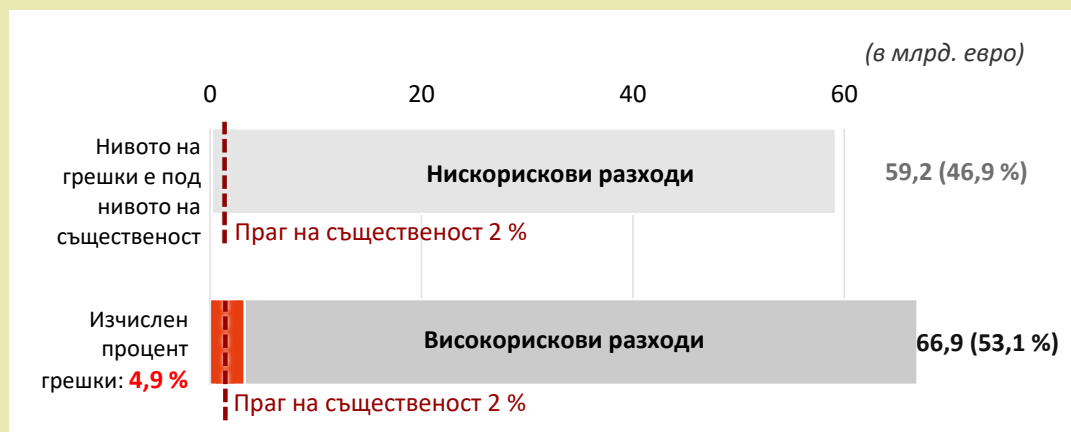 (в млрд. евро)
0 20 40 60
Нивото на
грешки е под
нивото на
същественост
Нискорискови разходи
59,2 (46,9 %)
Праг на същественост 2 %
Изчислен
процент
грешки: 4,9 %
Високорискови разходи
66,9 (53,1 %)
Праг на същественост 2 %